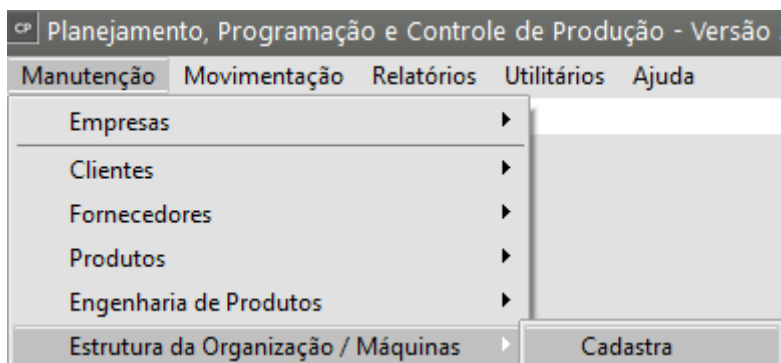 CP Planejamento, Programação e Controle de Produção - Versão
Manutenção Movimentação Relatórios Utilitários Ajuda
Empresas
Clientes
Fornecedores
Produtos
Engenharia de Produtos
Estrutura da Organização / Máquinas Cadastra